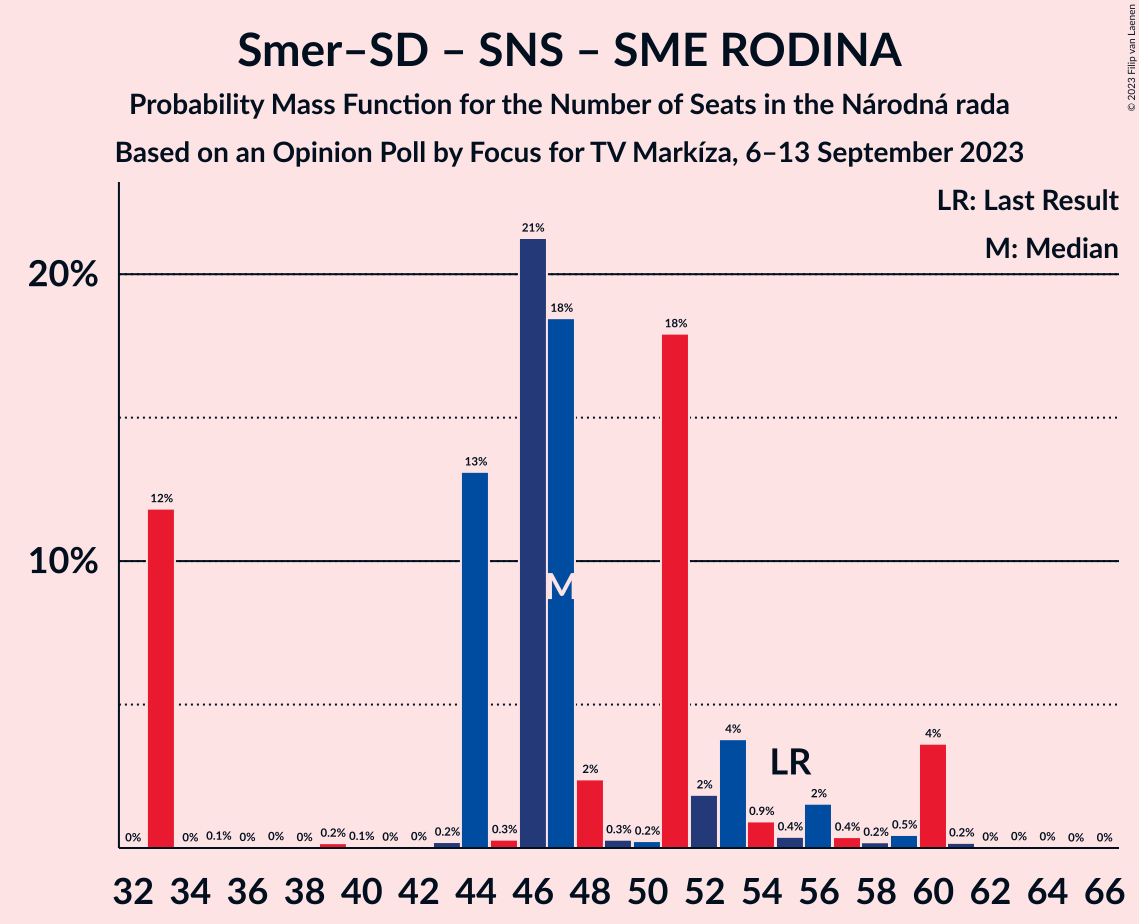 © 2023 Filip van Laenen
Smer–SD – SNS – SME RODINA
Probability Mass Function for the Number of Seats in the Národná rada
Based on an Opinion Poll by Focus for TV Markíza, 6–13 September 2023
LR: Last Result
M: Median
20%
10%
0% 12% 0% 0.1% 0% 0% 0% 0.2% 0.1% 0% 0% 0.2% 13% 0.3% 21% 18% 2% 0.3% 0.2% 18% 2% 4% 0.9% 0.4% 2% 0.4% 0.2% 0.5% 4% 0.2% 0% 0% 0% 0% 0%
M
LR
32 34 36 38 40 42 44 46 48 50 52 54 56 58 60 62 64 66